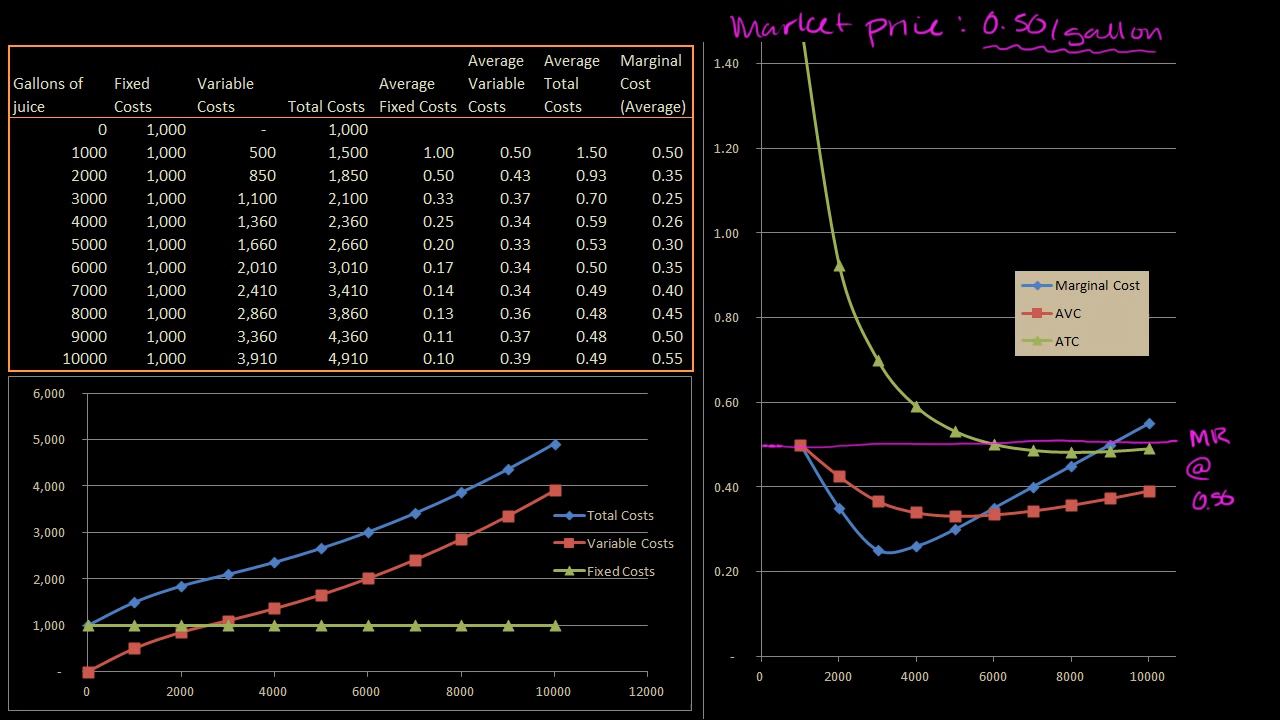 Market Price : 0.50/gallon
Gallons of juice Fixed Costs Variable Costs Total Costs Average Fixed Costs Average Variable Costs Average Total Costs Marginal Cost (Average)
0 1,000 - 1,000
1000 1,000 500 1,500 1.00 0.50 1.50 0.50
2000 1,000 850 1,850 0.50 0.43 0.93 0.35
3000 1,000 1,100 2,100 0.33 0.37 0.70 0.25
4000 1,000 1,360 2,360 0.25 0.34 0.59 0.26
5000 1,000 1,660 2,660 0.20 0.33 0.53 0.30
6000 1,000 2,010 3,010 0.17 0.34 0.50 0.35
7000 1,000 2,410 3,410 0.14 0.34 0.49 0.40
8000 1,000 2,860 3,860 0.13 0.36 0.48 0.45
9000 1,000 3,360 4,360 0.11 0.37 0.48 0.50
10000 1,000 3,910 4,910 0.10 0.39 0.49 0.55
6,000
5,000
4,000
3,000
2,000
1,000
-
0 2000 4000 6000 8000 10000 12000
Total Costs
Variable Costs
Fixed Costs
1.40
1.20
1.00
0.80
0.60
0.40
0.20
-
0 2000 4000 6000 8000 10000
Marginal Cost
AVC
ATC
MR
@